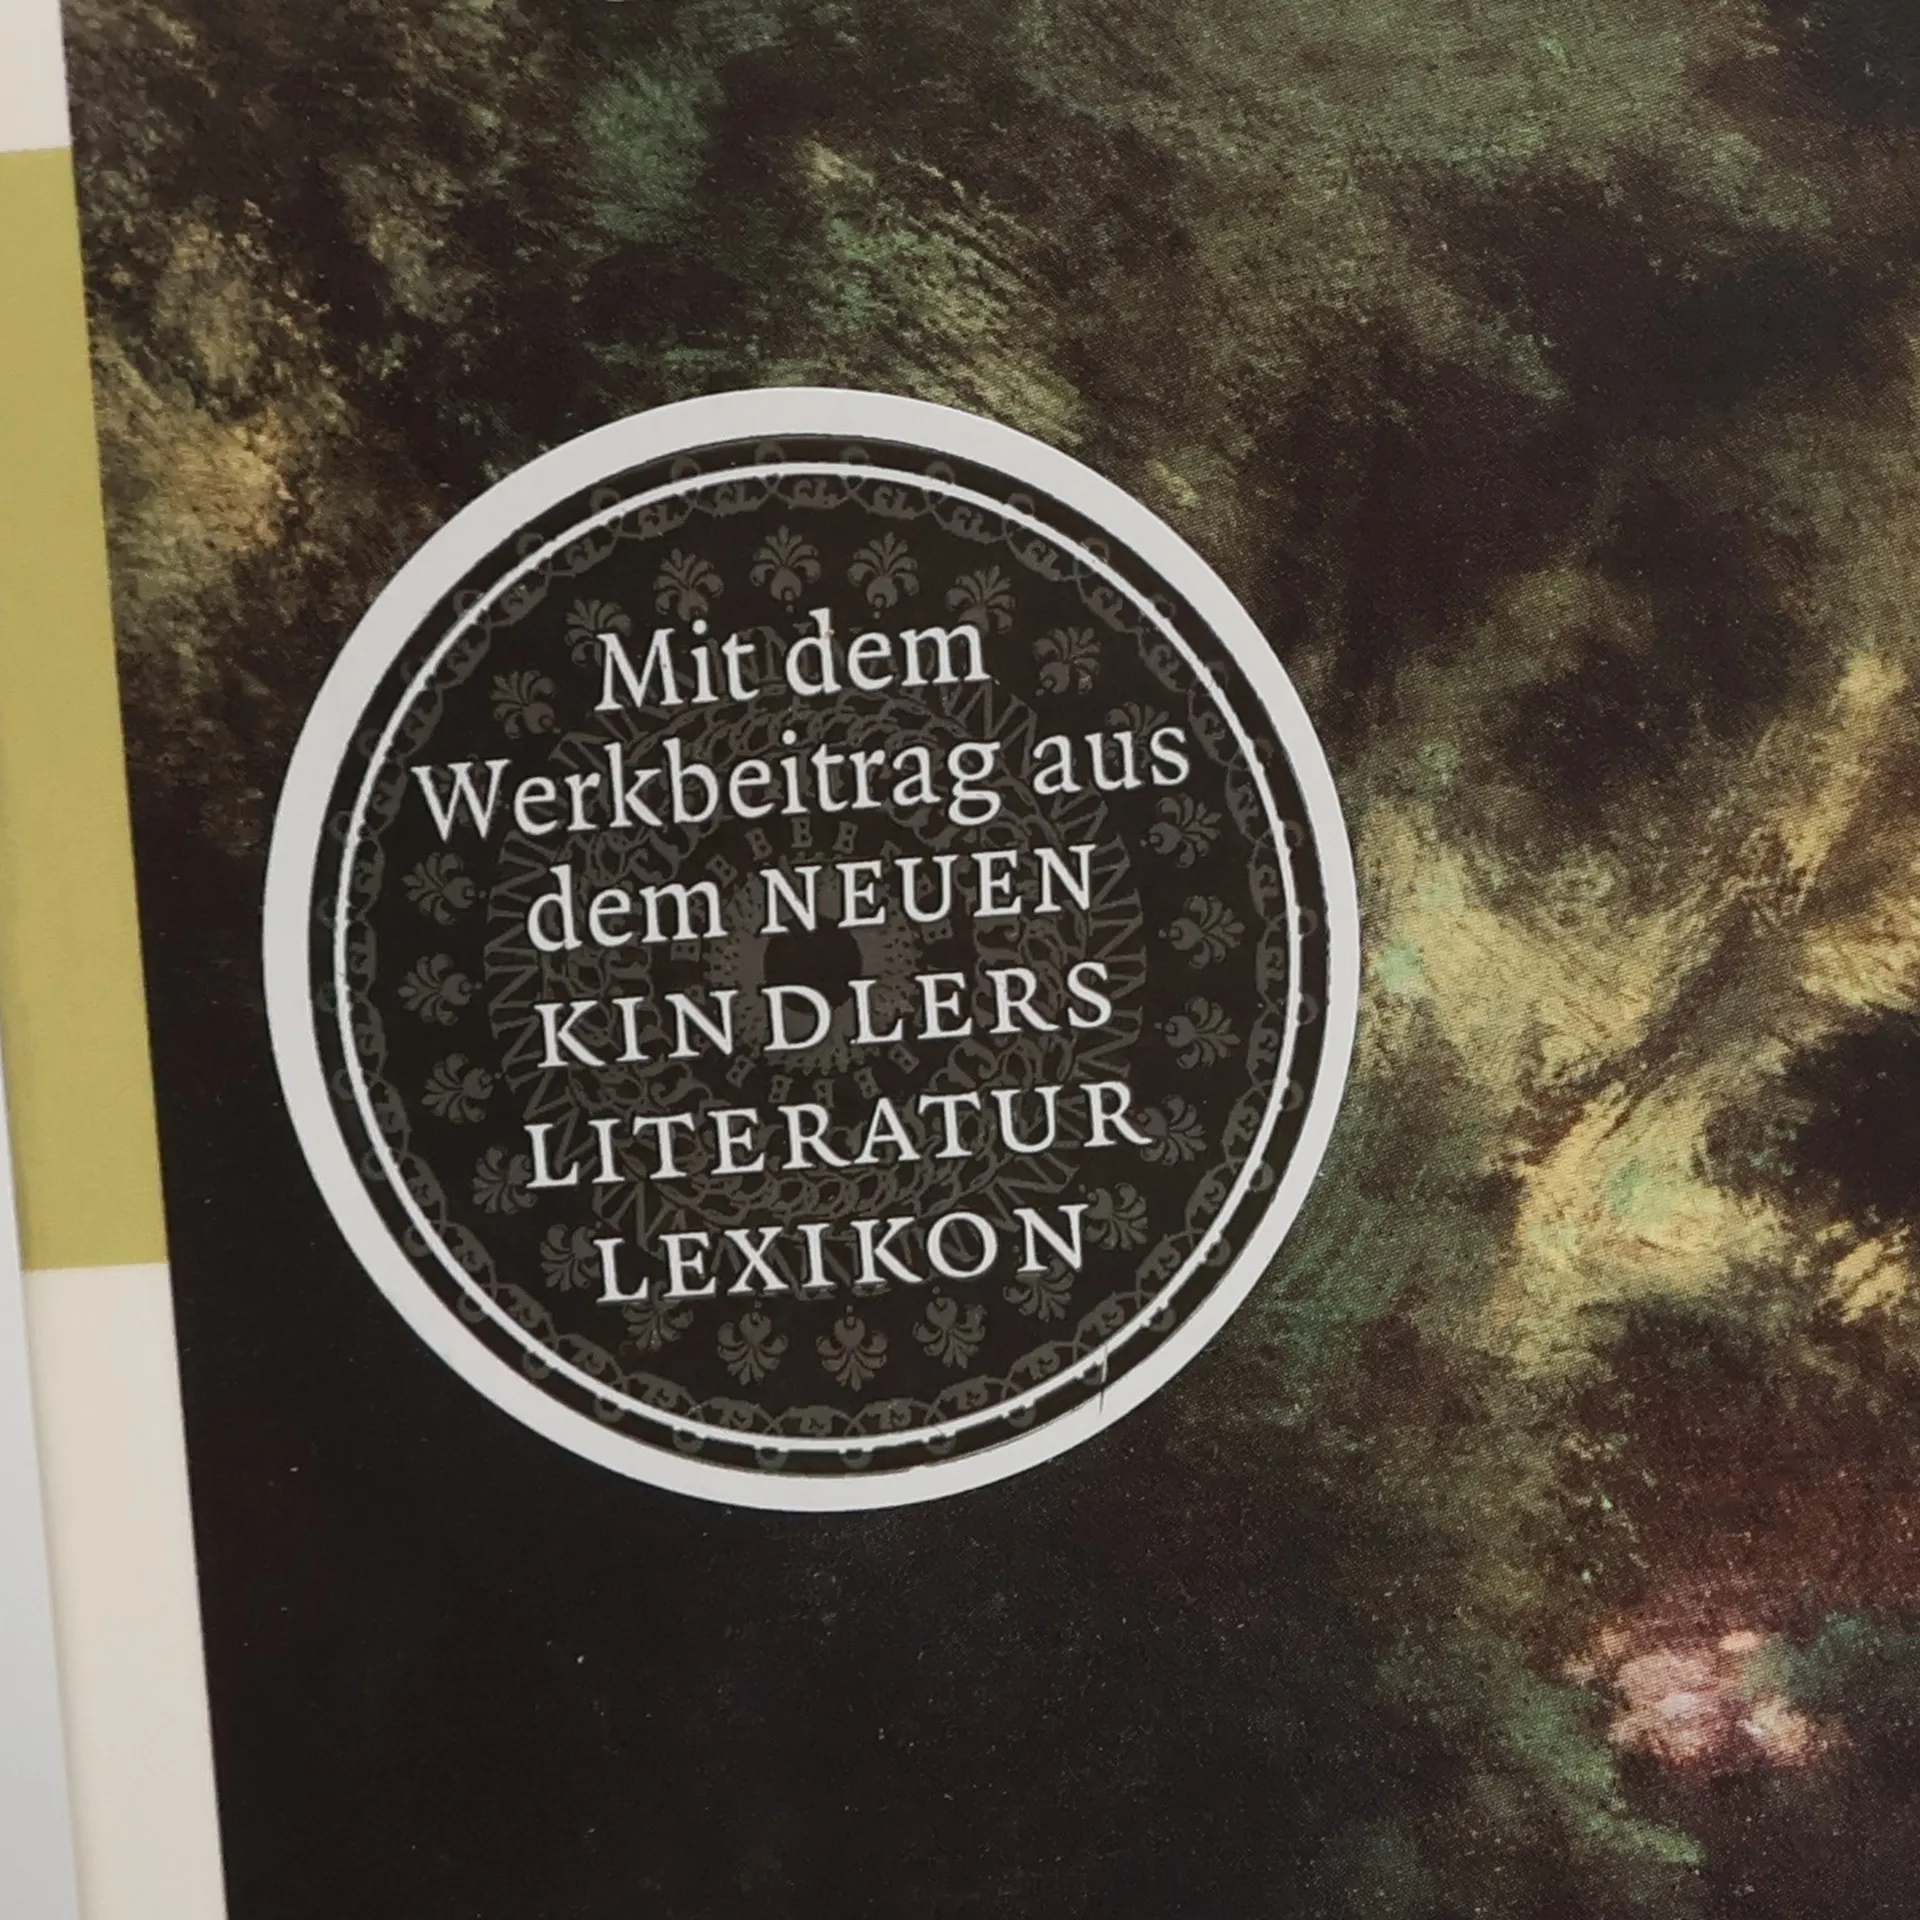 Mit dem
Werkbeitrag aus
dem NEUEN
KINDLERS
LITERATUR
LEXIKON